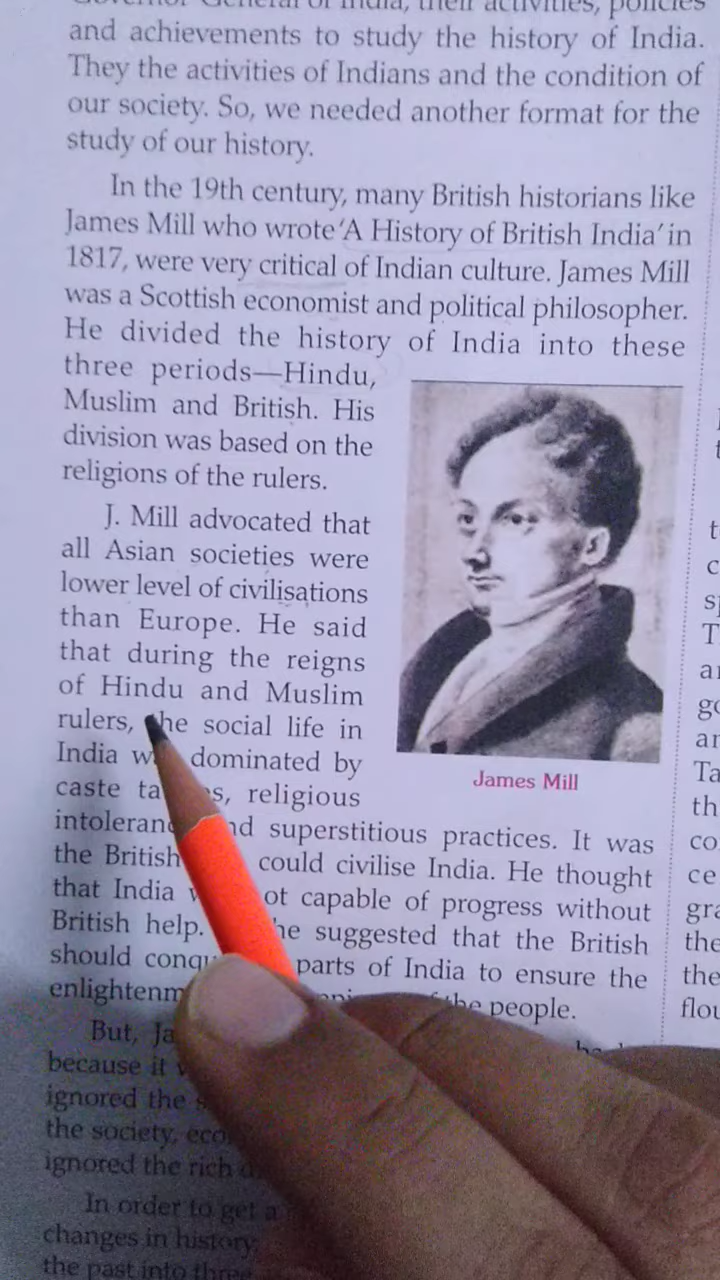 and achievements to study the history of India.
They the activities of Indians and the condition of
our society. So, we needed another format for the
study of our history.
In the 19th century, many British historians like
James Mill who wrote 'A History of British India' in
1817, were very critical of Indian culture. James Mill
was a Scottish economist and political philosopher.
He divided the history of India into these
three periods—Hindu,
Muslim and British. His
division was based on the
religions of the rulers.
J. Mill advocated that
all Asian societies were
lower level of civilisations
than Europe. He said
that during the reigns
of Hindu and Muslim
rulers, the social life in
India dominated by
caste religious
superstitious practices. It was
the British could civilise India. He thought
that India capable of progress without
British help. he suggested that the British
should parts of India to ensure the
the people.
James Mill
But,
because it
ignored the
the society,
ignored the rich
In order to get a
changes in history
the past into three